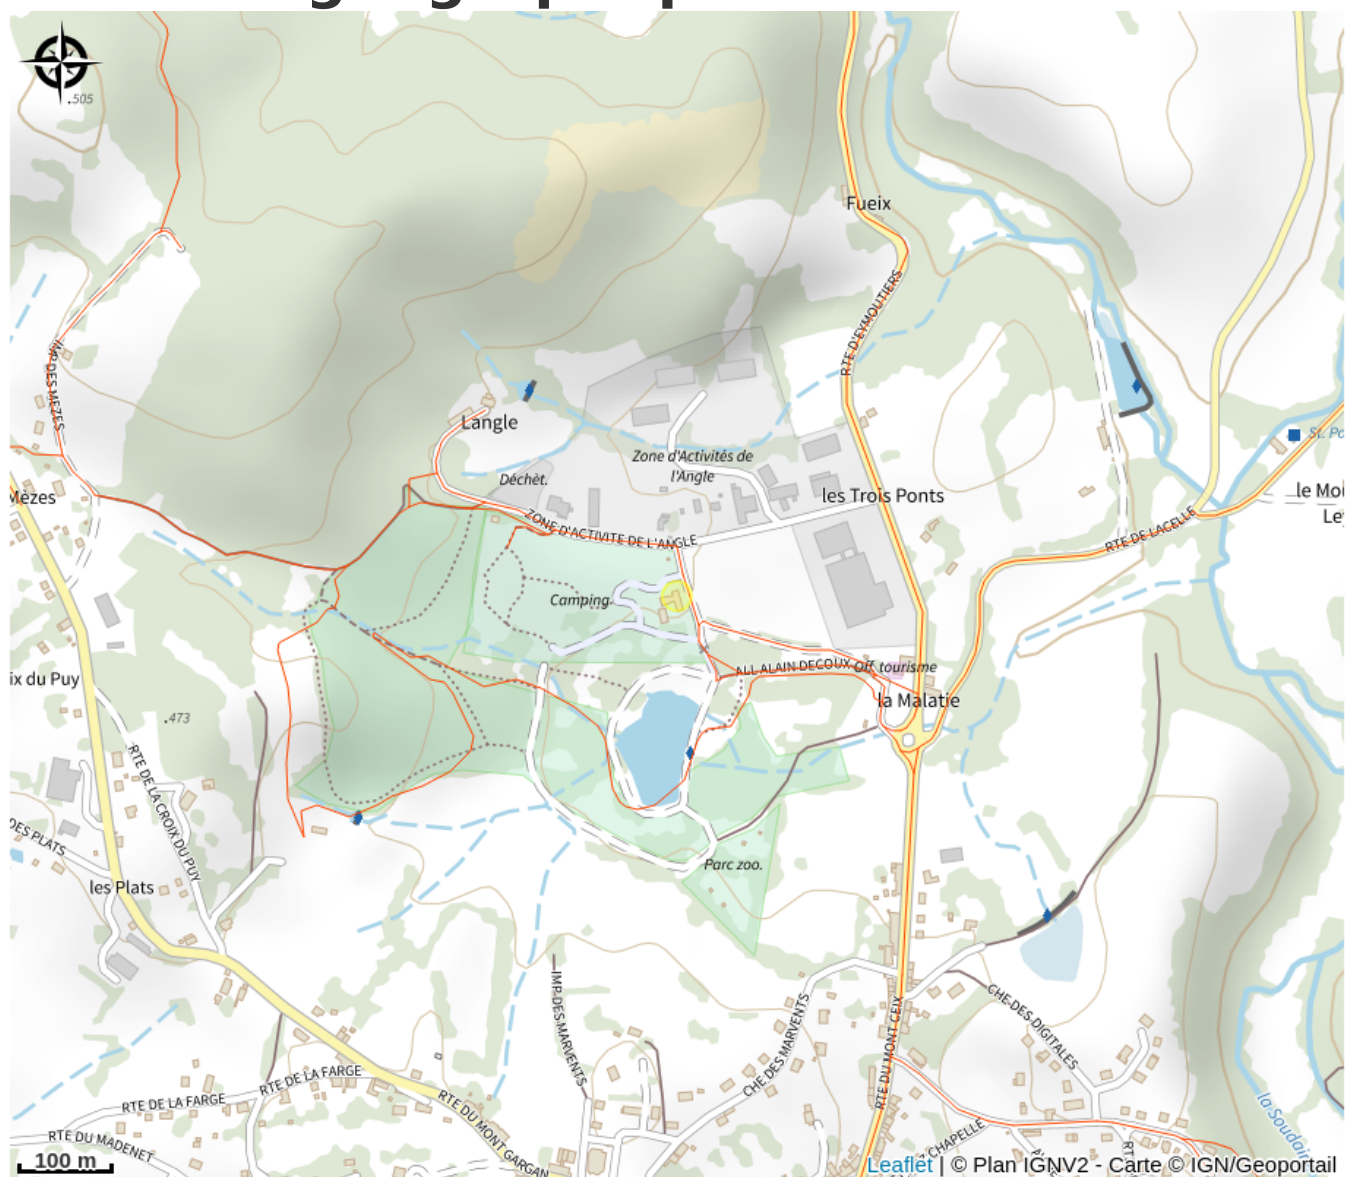 .505
Fueix
RTE D'EYMOUTIERS
IMP DES MEZES
Langle
Zone d'Activités de
l'Angle
Déchèt.
les Trois Ponts
Mèzes
le Mo
Le
ZONE D'ACTIVITE DE L'ANGLE
RTE DE LACELLE
Camping
ALL ALAIN DECOUX
Off. tourisme
ix du Puy
la Malatie
.473
RTE DE LA CROIX DU PUY
DES PLATS
les Plats
Parc zoo.
IMP DES MARVENTS
CHE DES MARVENTS
CHE DES DIGITALES
RTE DU MONT CEIX
RTE DE LA FARGE
RTE DE LA FARGE
RTE DU MONT GARGAN
RTE DU MADENET
CHAPELLE
la Soudaine
100 m
Leaflet | © Plan IGNV2 - Carte © IGN/Geoportail